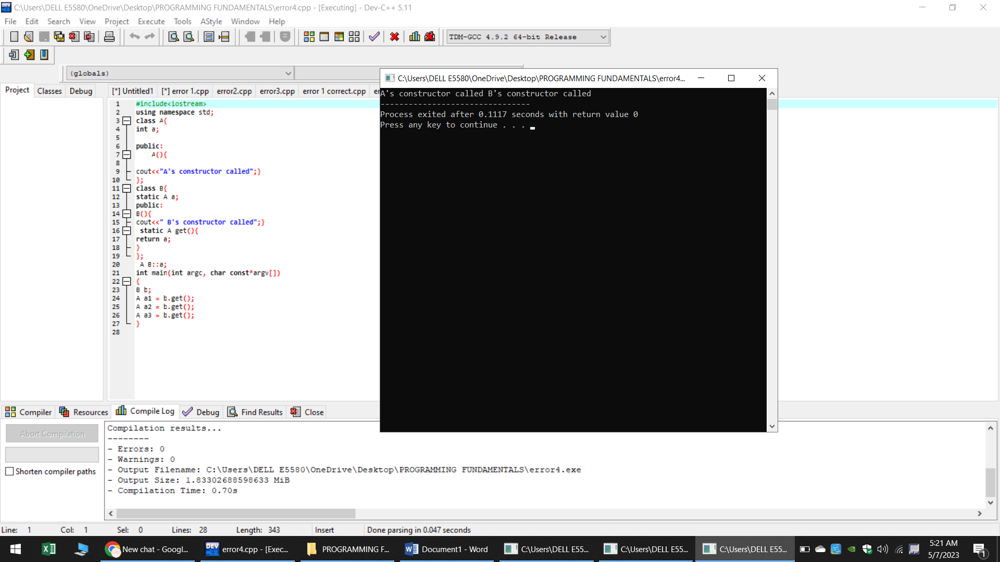 C:\Users\DELL E5580\OneDrive\Desktop\PROGRAMMING FUNDAMENTALS\error4.cpp - [Executing] - Dev-C++ 5.11
File Edit Search View Project Execute Tools AStyle Window Help
TDM-GCC 4.9.2 64-bit Release
(globals)
Project Classes Debug
[*] Untitled1 [*] error 1.cpp error2.cpp error3.cpp error 1 correct.cpp
1 #include<iostream>
2 using namespace std;
3 class A{
4 int a;
5
6 public:
7 A(){
8
9 cout<<"A's constructor called";}
10 };
11 class B{
12 static A a;
13 public:
14 B(){
15 cout<<" B's constructor called";}
16 static A get(){
17 return a;
18 }
19 };
20 A B::a;
21 int main(int argc, char const*argv[])
22 {
23 B b;
24 A a1 = b.get();
25 A a2 = b.get();
26 A a3 = b.get();
27 }
28
C:\Users\DELL E5580\OneDrive\Desktop\PROGRAMMING FUNDAMENTALS\error4...
A's constructor called B's constructor called
--------------------------------
Process exited after 0.1117 seconds with return value 0
Press any key to continue . . .
Compiler Resources Compile Log Debug Find Results Close
Abort Compilation
Shorten compiler paths
Compilation results...
--------
- Errors: 0
- Warnings: 0
- Output Filename: C:\Users\DELL E5580\OneDrive\Desktop\PROGRAMMING FUNDAMENTALS\error4.exe
- Output Size: 1.83302688598633 MiB
- Compilation Time: 0.70s
Line: 1 Col: 1 Sel: 0 Lines: 28 Length: 343 Insert Done parsing in 0.047 seconds
New chat - Googl... error4.cpp - [Exec... PROGRAMMING F... Document1 - Word C:\Users\DELL E55... C:\Users\DELL E55... C:\Users\DELL E55...
5:21 AM
5/7/2023
1